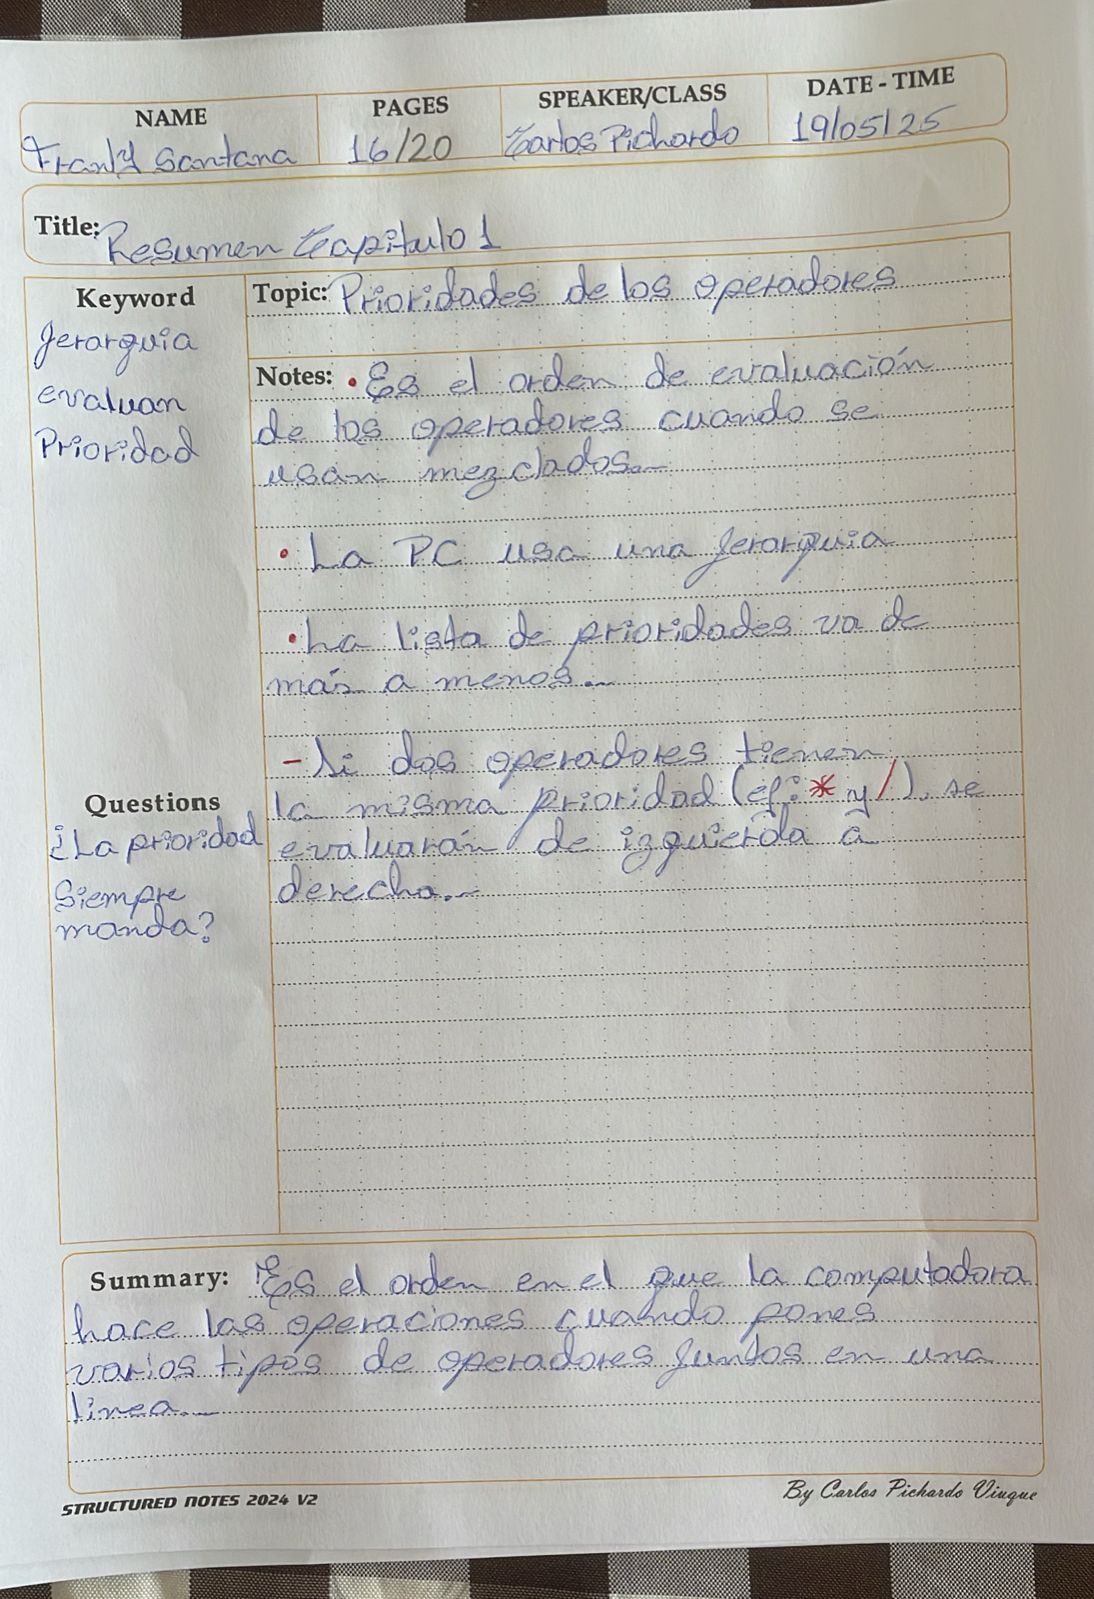 NAME
PAGES
SPEAKER/CLASS
DATE - TIME
Frank Santana
16/20
Carlos Pichardo
19/05/25
Title: Resumen Capitulo 1
Keyword
Jerarquia
evaluan
Prioridad
Topic: Prioridades de los operadores
Notes: • Es el orden de evaluación
de los operadores cuando se
usan mezclados.
• La PC usa una Jerarquia
• La lista de prioridades va de
más a menos...
- Si dos operadores tienen
la misma prioridad (ej: * y /), se
evaluarán de izquierda a
derecha.
Questions
¿La prioridad
Siempre
manda?
Summary: Es el orden en el que la computadora
hace las operaciones cuando pones
varios tipos de operadores Juntos en una
linea.
STRUCTURED NOTES 2024 V2
By Carlos Pichardo Viuque